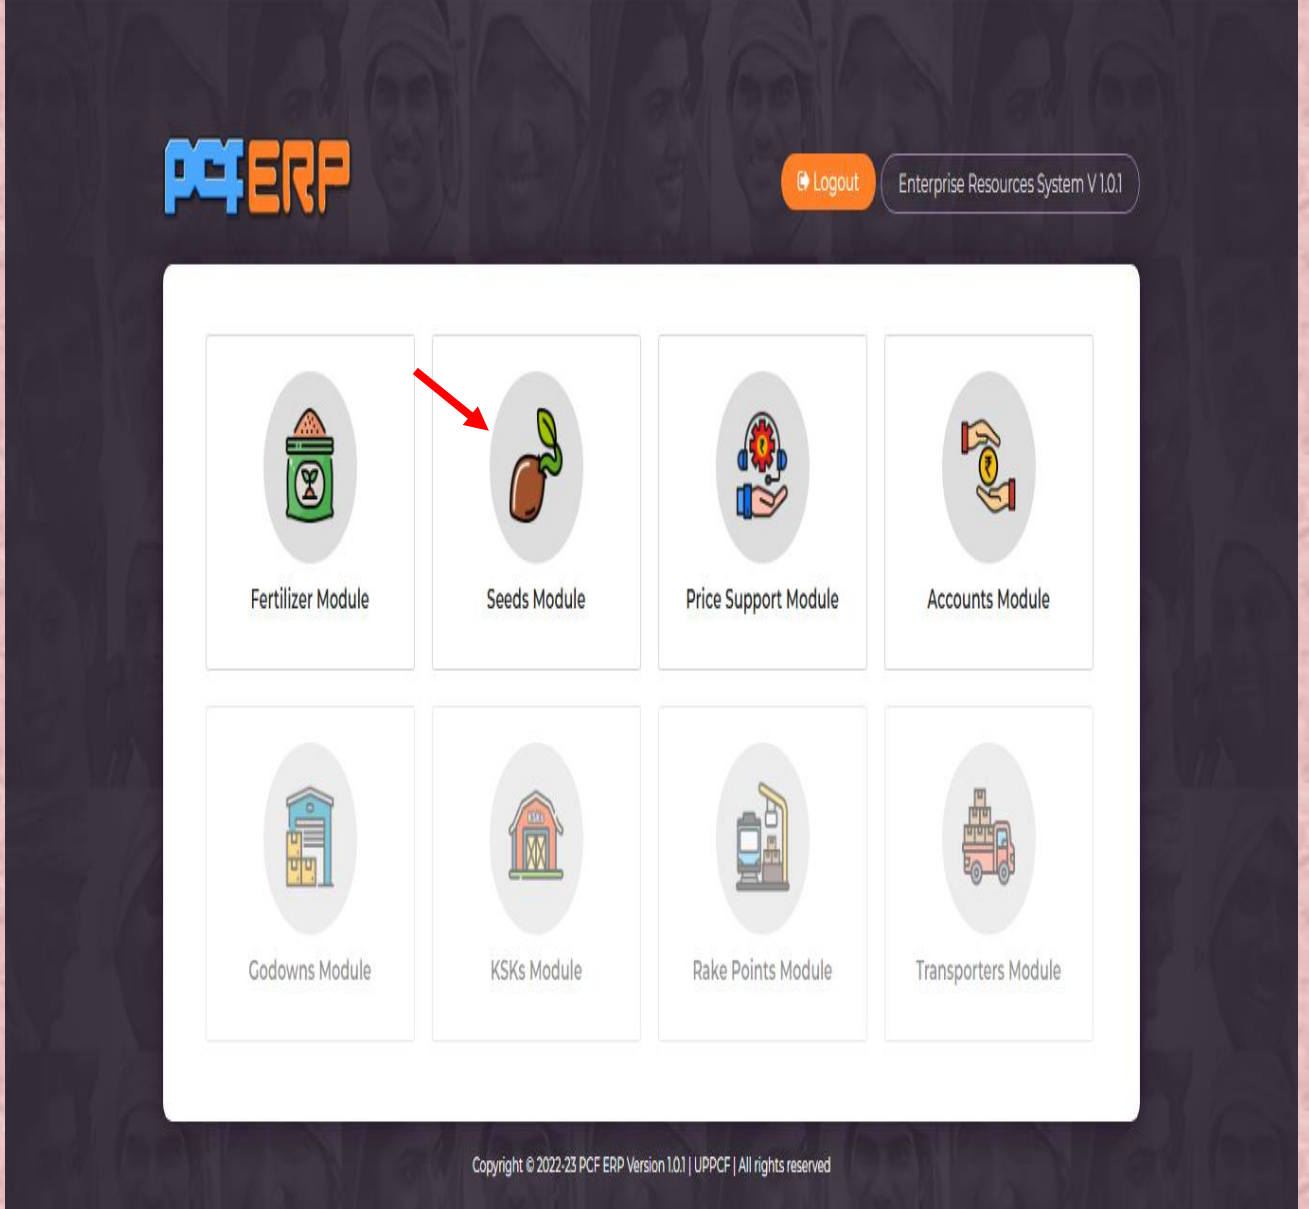 PCF ERP
Logout
Enterprise Resources System V 1.0.1
Fertilizer Module
Seeds Module
Price Support Module
Accounts Module
KSKs
Godowns Module
KSKs Module
Rake Points Module
Transporters Module
Copyright © 2022-23 PCF ERP Version 1.0.1 | UPPCF | All rights reserved